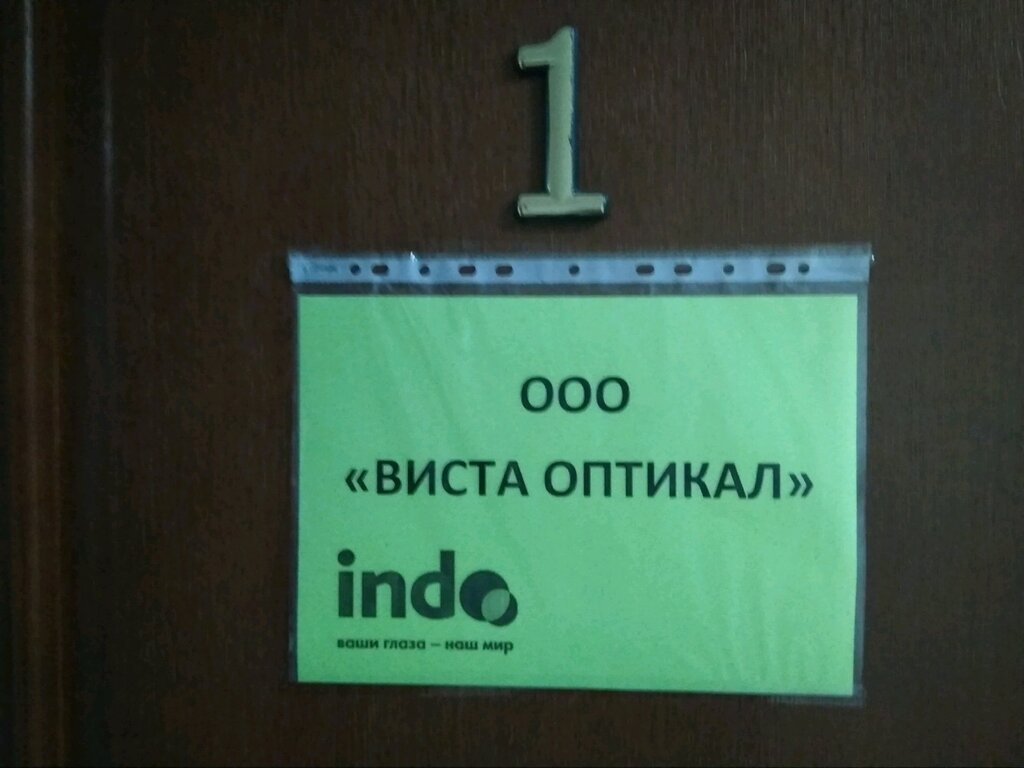 1
ООО
«ВИСТА ОПТИКАЛ»
indo
ваши глаза – наш мир